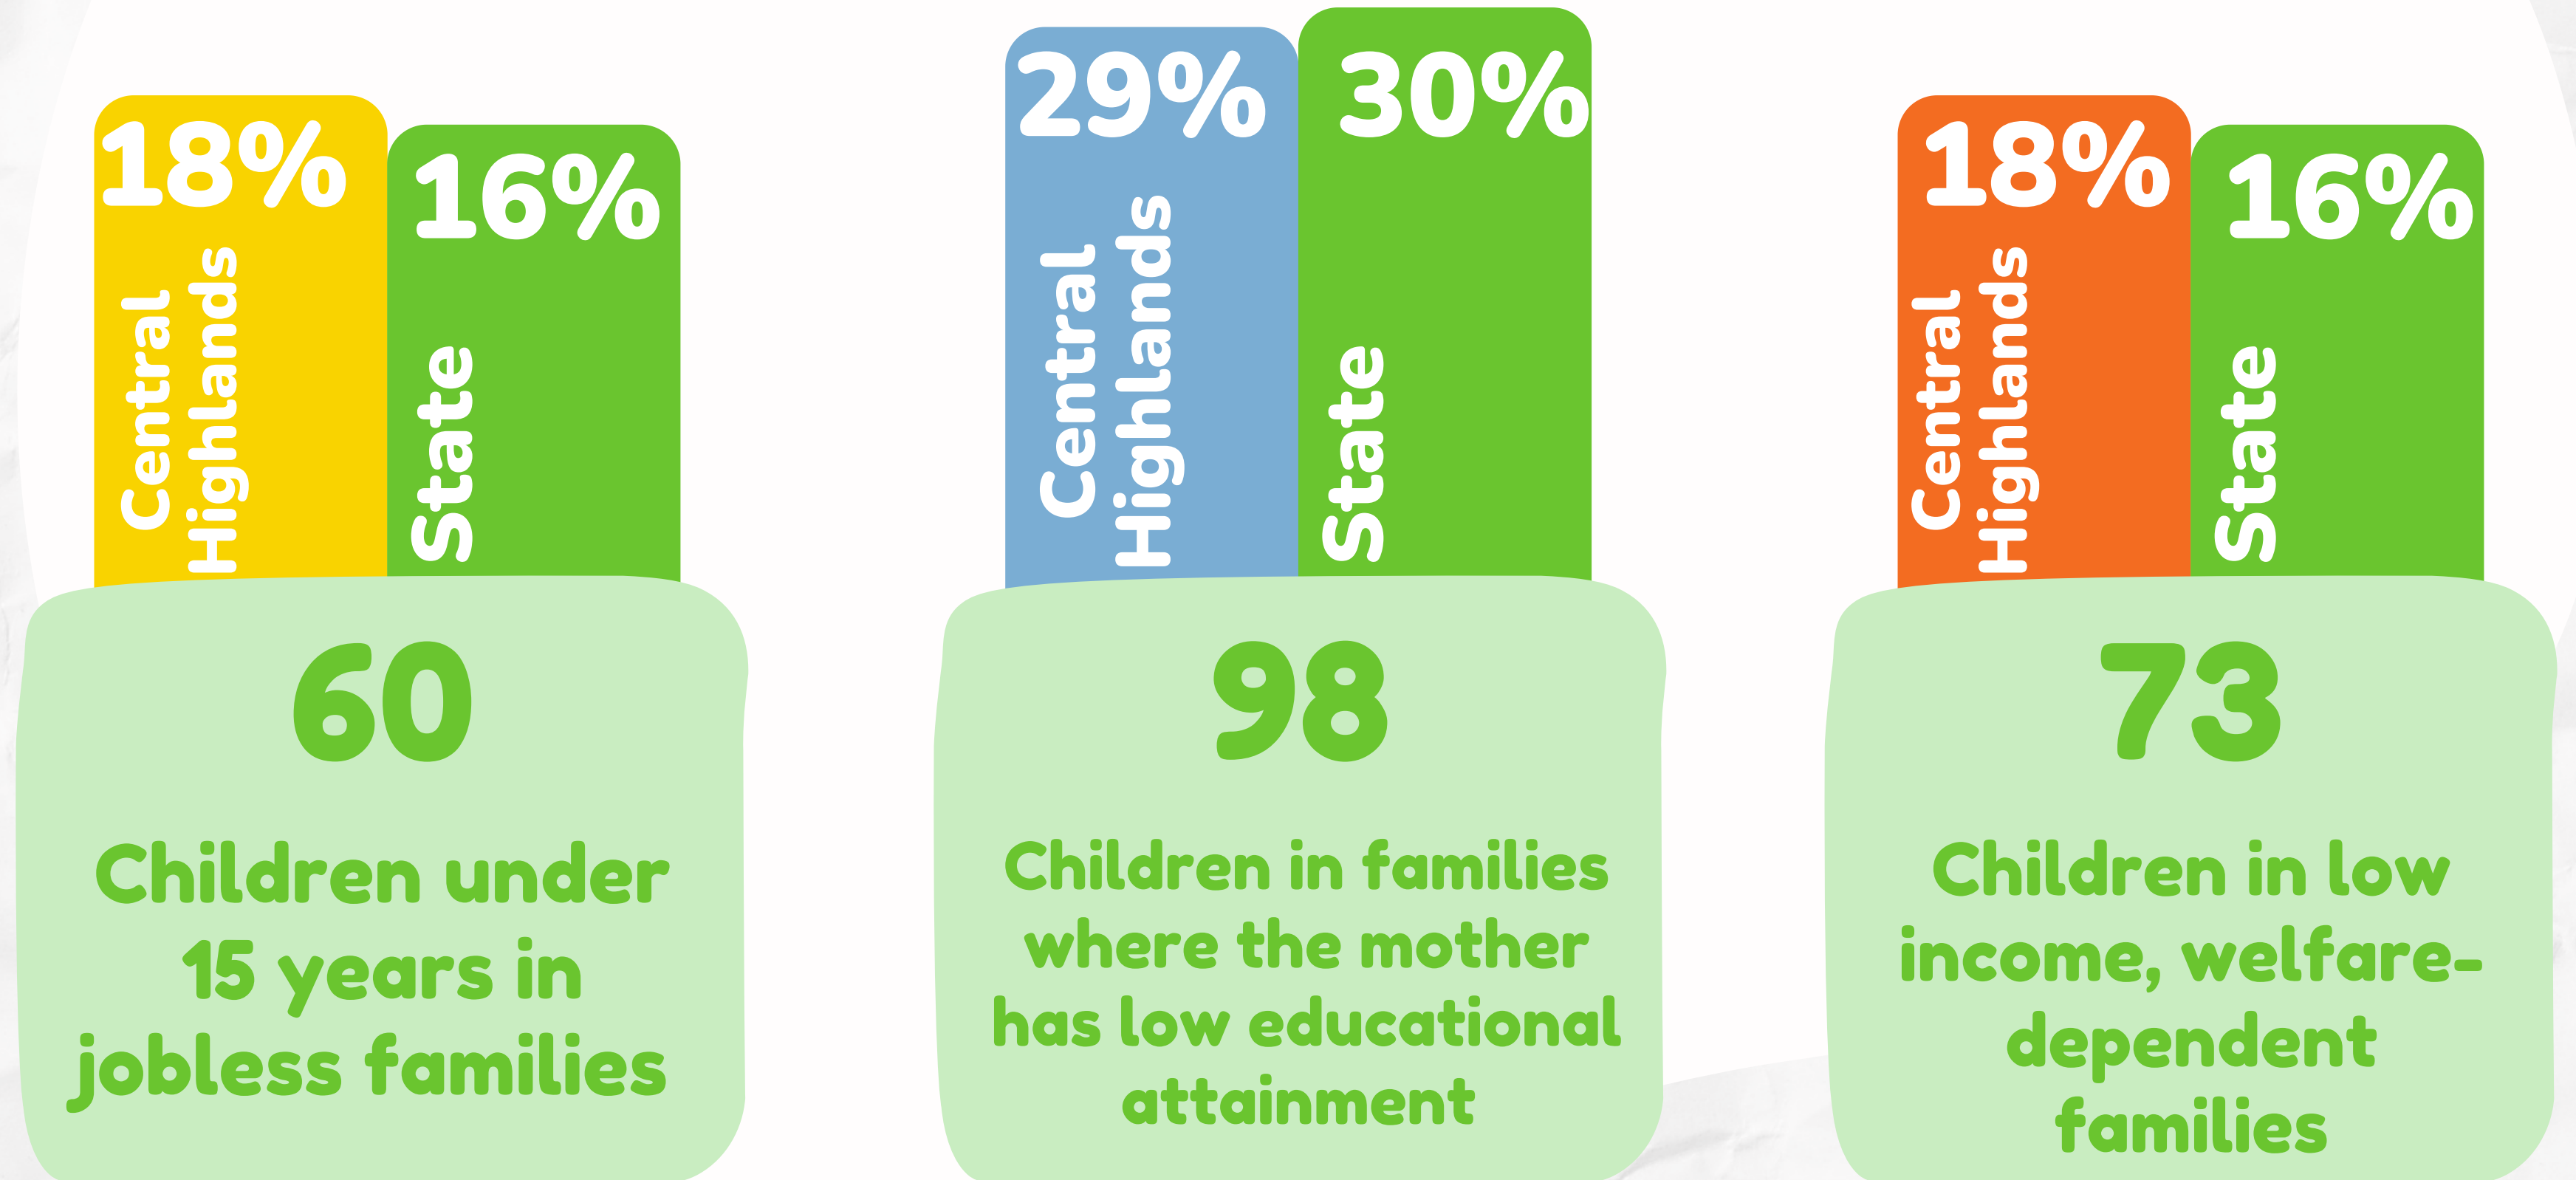 18%
Central
Highlands
16%
State
60
Children under
15 years in
jobless families
29%
Central
Highlands
30%
State
98
Children in families
where the mother
has low educational
attainment
18%
Central
Highlands
16%
State
73
Children in low
income, welfare-
dependent
families